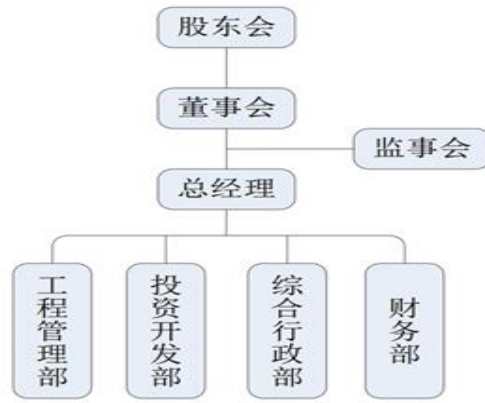 股东会
董事会
监事会
总经理
工程管理部
投资开发部
综合行政部
财务部